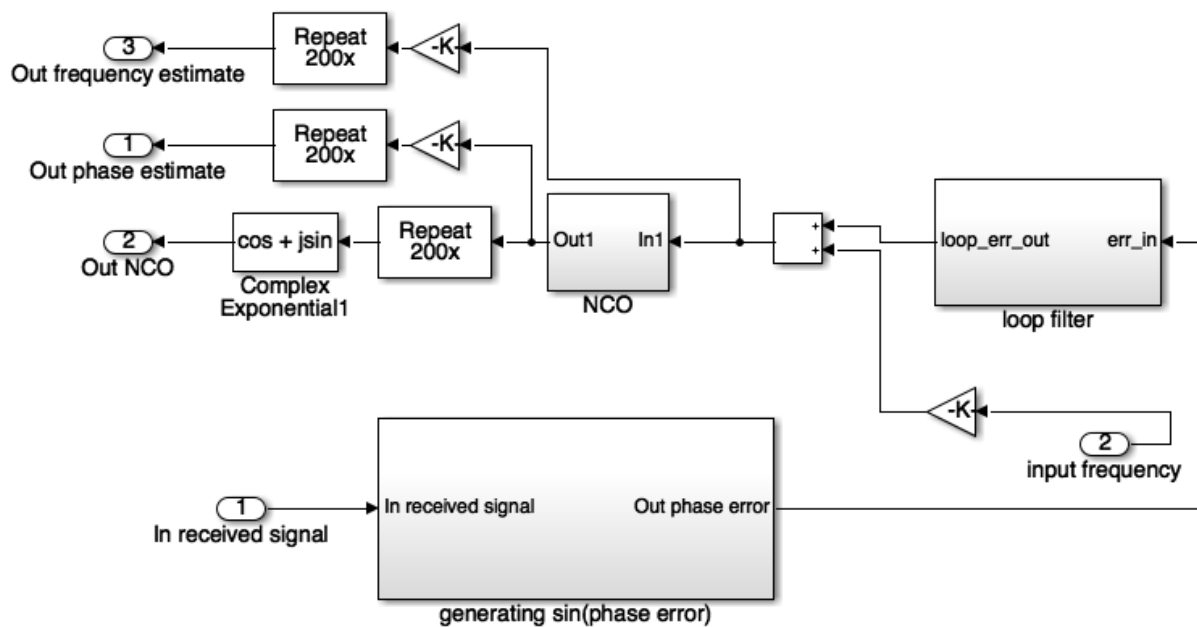 3
Out frequency estimate
Repeat
200x
-K-
1
Out phase estimate
Repeat
200x
-K-
2
Out NCO
cos + jsin
Complex
Exponential1
Repeat
200x
Out1
In1
NCO
+
+
loop_err_out
err_in
loop filter
-K-
2
input frequency
1
In received signal
In received signal
Out phase error
generating sin(phase error)